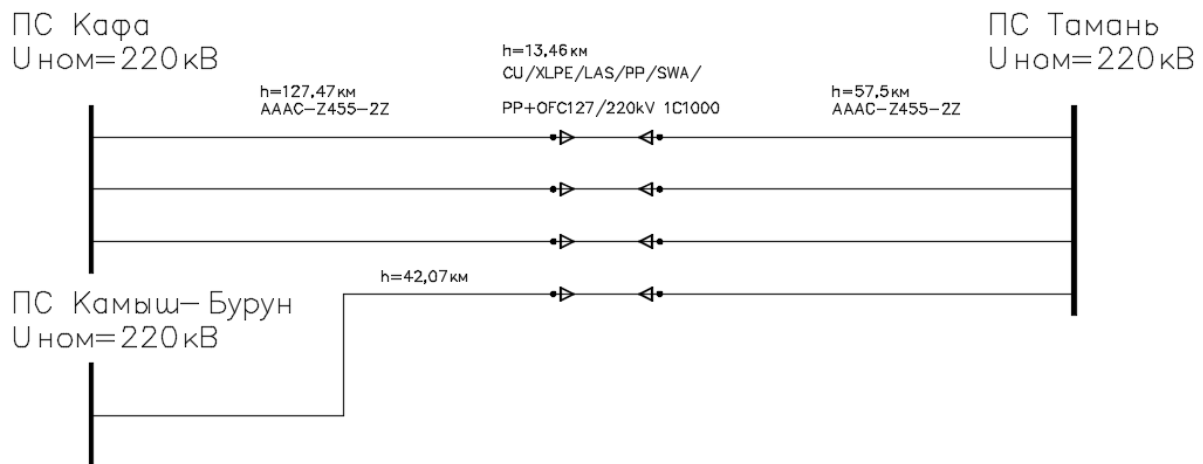 ПС Кафа
Uном=220кВ
ПС Тамань
Uном=220кВ
h=13,46км
CU/XLPE/LAS/PP/SWA/
PP+OFC127/220kV 1C1000
h=127,47км
AAAC-Z455-2Z
h=57,5км
AAAC-Z455-2Z
h=42,07км
ПС Камыш-Бурун
Uном=220кВ